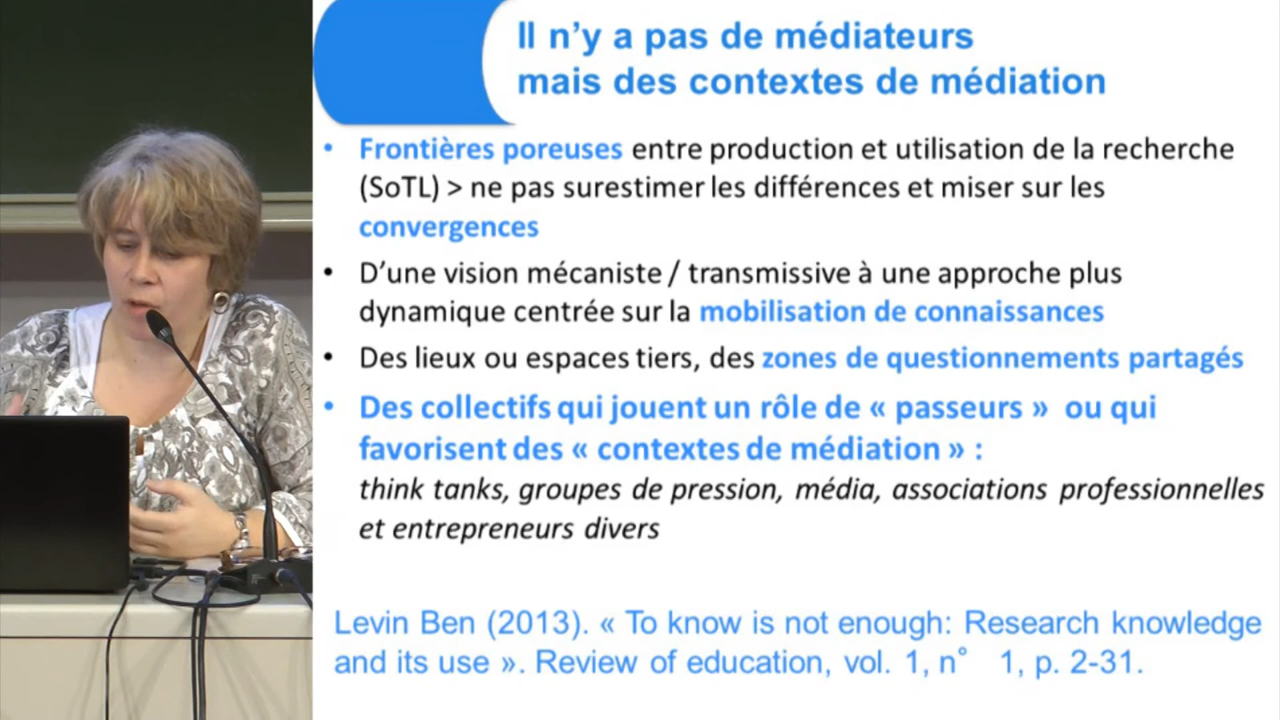 Il n’y a pas de médiateurs
mais des contextes de médiation
• Frontières poreuses entre production et utilisation de la recherche
(SoTL) > ne pas surestimer les différences et miser sur les
convergences
• D’une vision mécaniste / transmissive à une approche plus
dynamique centrée sur la mobilisation de connaissances
• Des lieux ou espaces tiers, des zones de questionnements partagés
• Des collectifs qui jouent un rôle de « passeurs » ou qui
favorisent des « contextes de médiation » :
think tanks, groupes de pression, média, associations professionnelles
et entrepreneurs divers
Levin Ben (2013). « To know is not enough: Research knowledge
and its use ». Review of education, vol. 1, n° 1, p. 2-31.